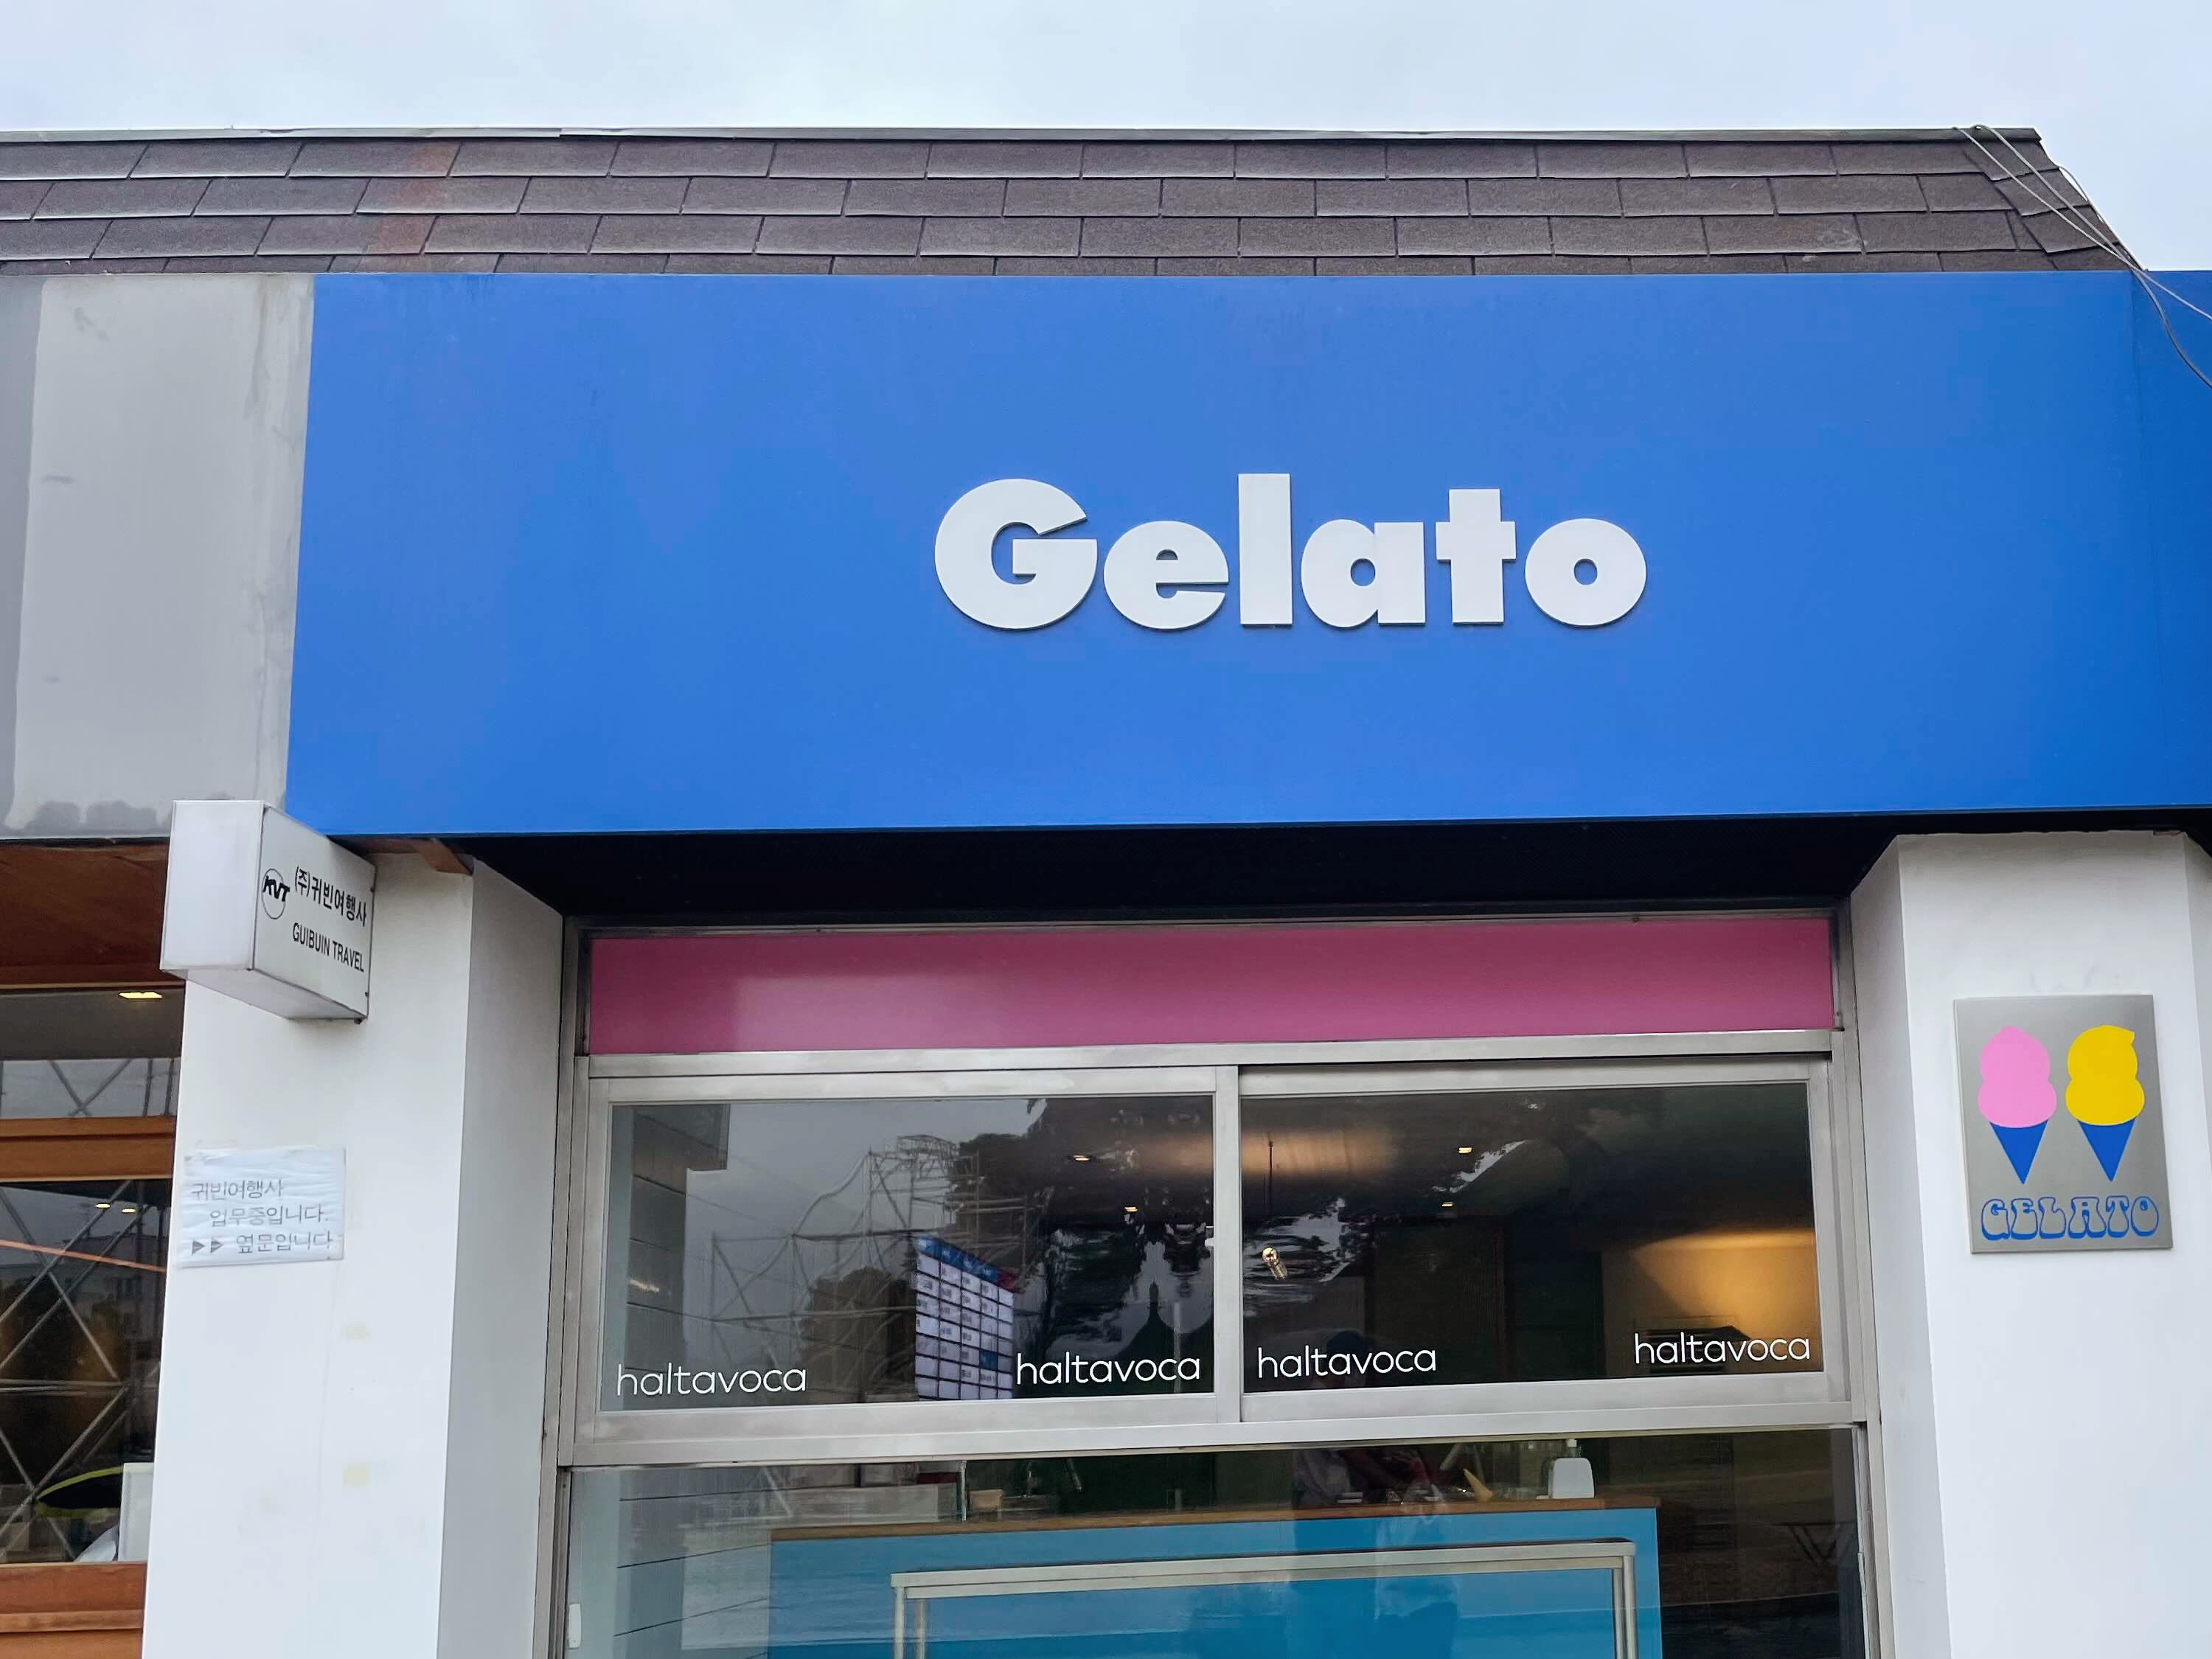 Gelato
KVT (주)귀빈여행사
GUIBUIN TRAVEL
귀빈여행사
업무중입니다.
▶▶ 옆문입니다
GELATO
haltavoca
haltavoca
haltavoca
haltavoca